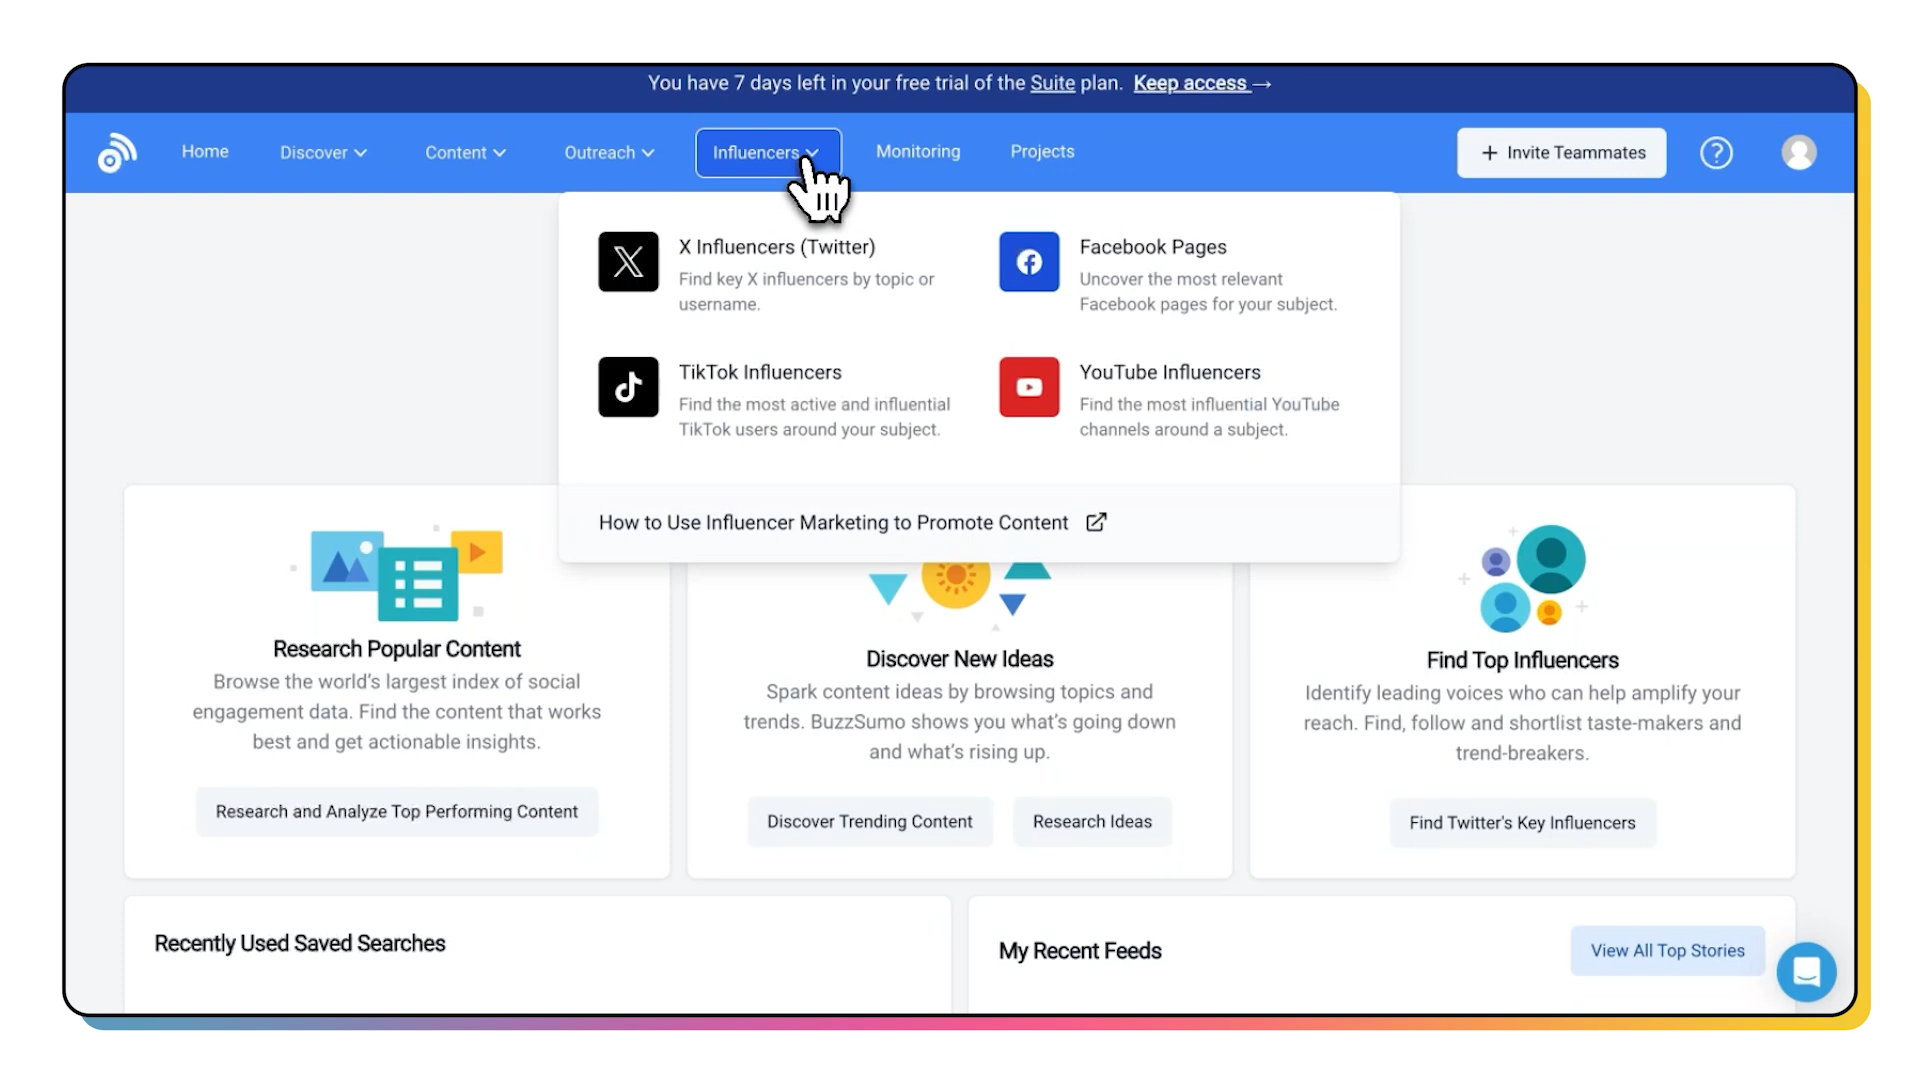 You have 7 days left in your free trial of the Suite plan. Keep access →
Home Discover Content Outreach Influencers Monitoring Projects + Invite Teammates ?
X Influencers (Twitter)
Find key X influencers by topic or
username.
Facebook Pages
Uncover the most relevant
Facebook pages for your subject.
TikTok Influencers
Find the most active and influential
TikTok users around your subject.
YouTube Influencers
Find the most influential YouTube
channels around a subject.
How to Use Influencer Marketing to Promote Content
Research Popular Content
Browse the world's largest index of social
engagement data. Find the content that works
best and get actionable insights.
Research and Analyze Top Performing Content
Discover New Ideas
Spark content ideas by browsing topics and
trends. BuzzSumo shows you what's going down
and what's rising up.
Discover Trending Content Research Ideas
Find Top Influencers
Identify leading voices who can help amplify your
reach. Find, follow and shortlist taste-makers and
trend-breakers.
Find Twitter's Key Influencers
Recently Used Saved Searches
My Recent Feeds
View All Top Stories